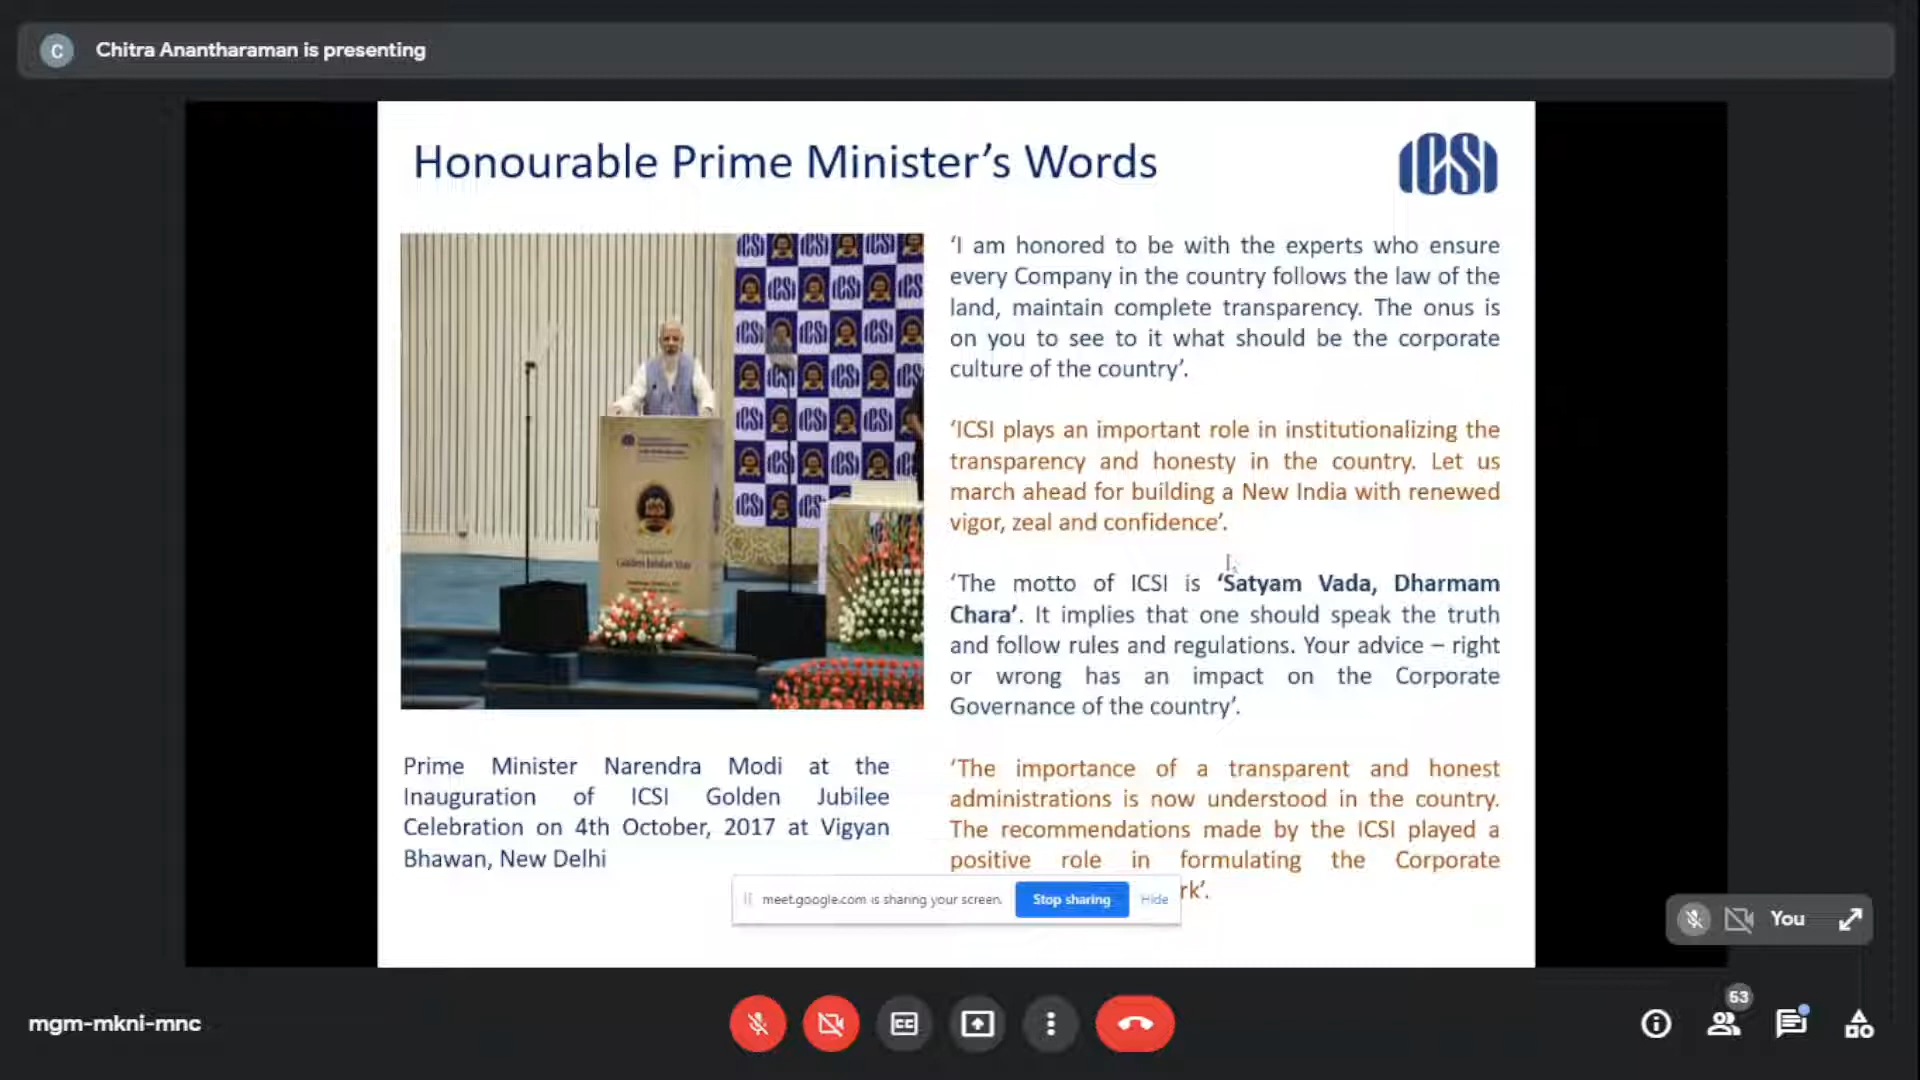 C
Chitra Anantharaman is presenting
Honourable Prime Minister's Words
ICSI
'I am honored to be with the experts who ensure
every Company in the country follows the law of the
land, maintain complete transparency. The onus is
on you to see to it what should be the corporate
culture of the country'.
'ICSI plays an important role in institutionalizing the
transparency and honesty in the country. Let us
march ahead for building a New India with renewed
vigor, zeal and confidence'.
'The motto of ICSI is 'Satyam Vada, Dharmam
Chara'. It implies that one should speak the truth
and follow rules and regulations. Your advice – right
or wrong has an impact on the Corporate
Governance of the country'.
'The importance of a transparent and honest
administrations is now understood in the country.
The recommendations made by the ICSI played a
positive role in formulating the Corporate
rk'.
Golden Jubilee Year
Prime Minister Narendra Modi at the
Inauguration of ICSI Golden Jubilee
Celebration on 4th October, 2017 at Vigyan
Bhawan, New Delhi
meet.google.com is sharing your screen.
Stop sharing
Hide
You
mgm-mkni-mnc
CC
53